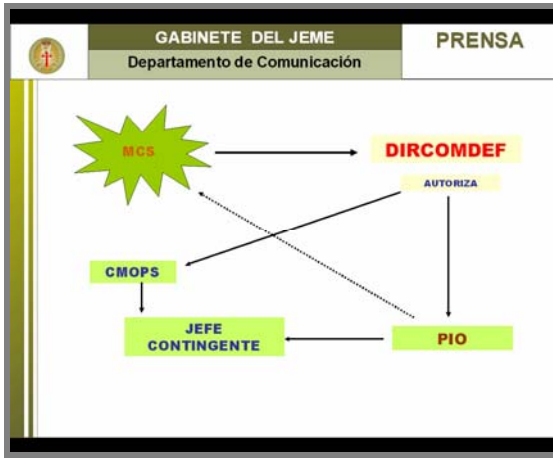 GABINETE DEL JEME
PRENSA
Departamento de Comunicación
MCS
DIRCOMDEF
AUTORIZA
CMOPS
JEFE
CONTINGENTE
PIO